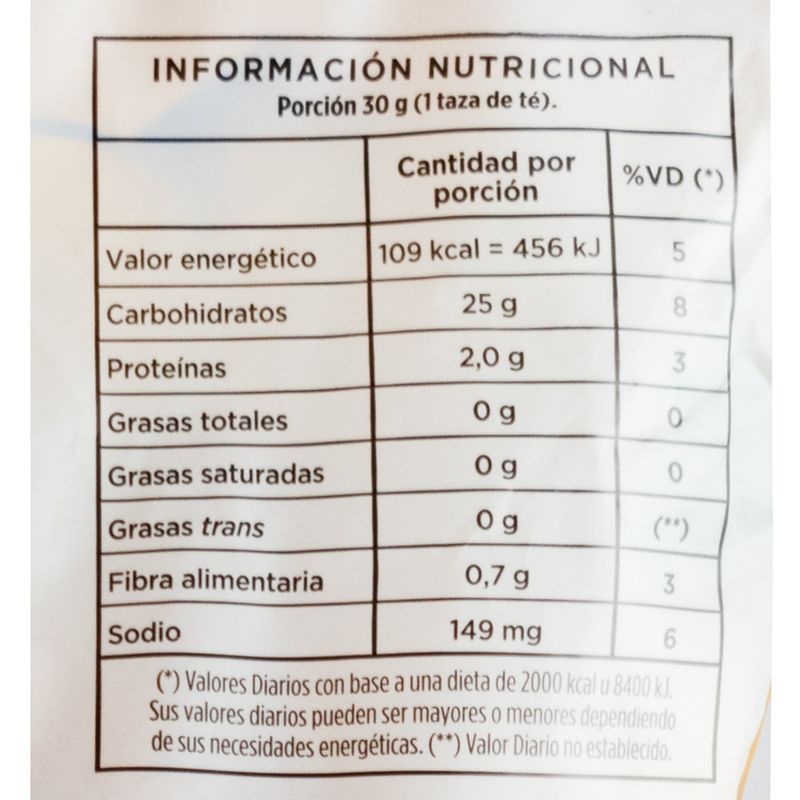 INFORMACIÓN NUTRICIONAL
Porción 30 g (1 taza de té).
Cantidad por porción %VD (*)
Valor energético 109 kcal = 456 kJ 5
Carbohidratos 25 g 8
Proteínas 2,0 g 3
Grasas totales 0 g 0
Grasas saturadas 0 g 0
Grasas trans 0 g (**)
Fibra alimentaria 0,7 g 3
Sodio 149 mg 6
(*) Valores Diarios con base a una dieta de 2000 kcal u 8400 kJ.
Sus valores diarios pueden ser mayores o menores dependiendo
de sus necesidades energéticas. (**) Valor Diario no establecido.